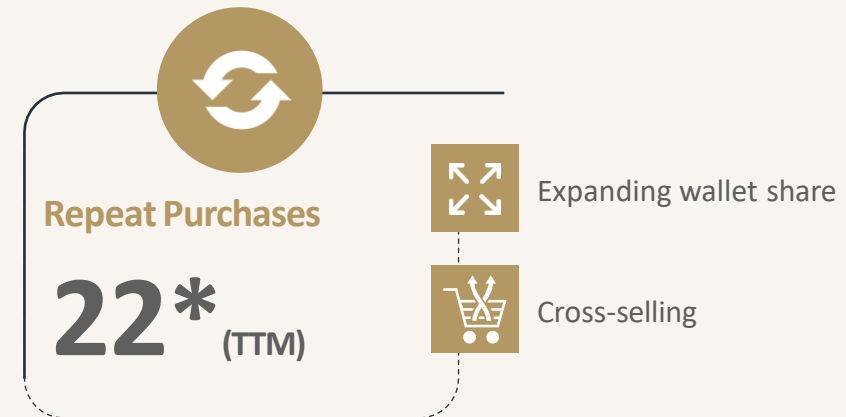 Repeat Purchases
22* (TTM)
Expanding wallet share
Cross-selling